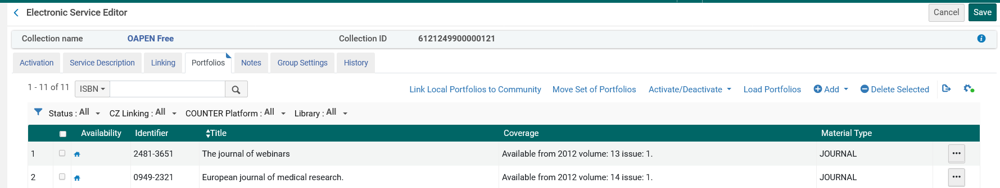 Electronic Service Editor Cancel Save
Collection name OAPEN Free Collection ID 6121249900000121
Activation Service Description Linking Portfolios Notes Group Settings History
1 - 11 of 11 ISBN Link Local Portfolios to Community Move Set of Portfolios Activate/Deactivate Load Portfolios Add Delete Selected
Status : All CZ Linking : All COUNTER Platform : All Library : All
Availability Identifier Title Coverage Material Type
1 2481-3651 The journal of webinars Available from 2012 volume: 13 issue: 1. JOURNAL
2 0949-2321 European journal of medical research. Available from 2012 volume: 14 issue: 1. JOURNAL